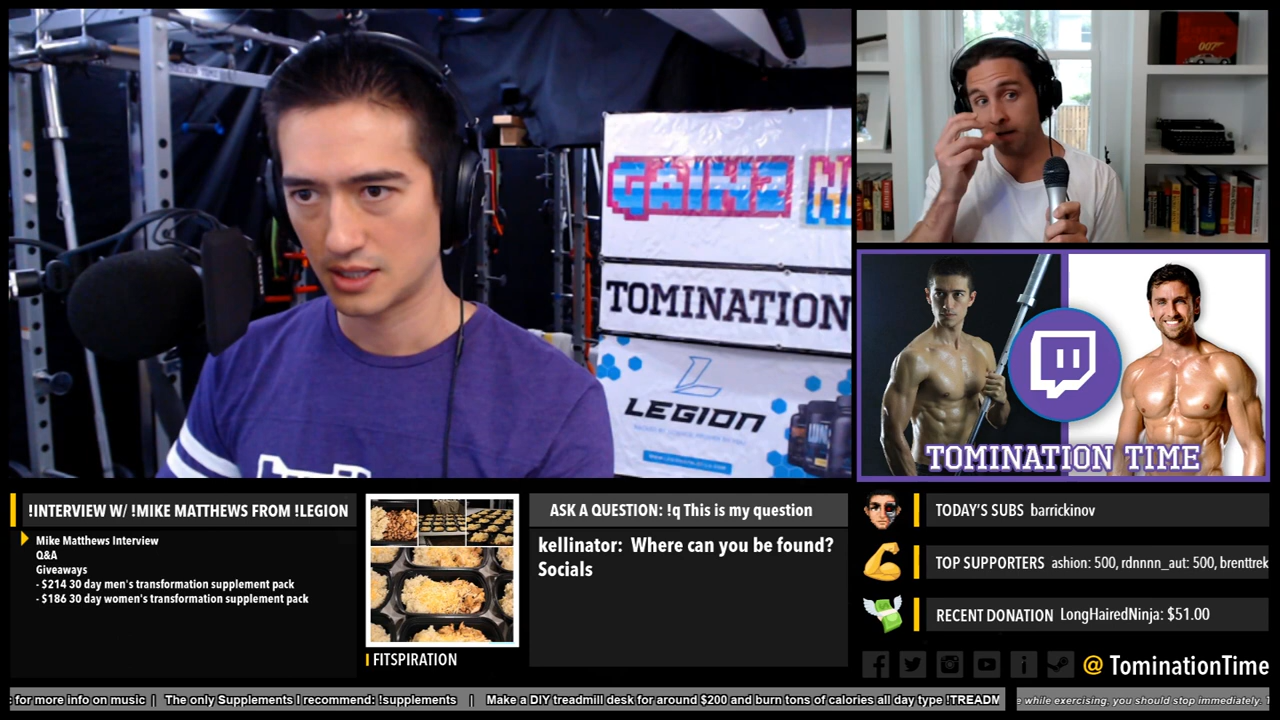 GAINZ
TOMINATION
LEGION
007
TOMINATION TIME
!INTERVIEW W/ !MIKE MATTHEWS FROM !LEGION
Mike Matthews Interview
Q&A
Giveaways
- $214 30 day men's transformation supplement pack
- $186 30 day women's transformation supplement pack
FITSPIRATION
ASK A QUESTION: !q This is my question
kellinator: Where can you be found?
Socials
TODAY'S SUBS barrickinov
TOP SUPPORTERS ashion: 500, rdnnnn_aut: 500, brenttrek
RECENT DONATION LongHairedNinja: $51.00
@ TominationTime
: for more info on music | The only Supplements I recommend: !supplements | Make a DIY treadmill desk for around $200 and burn tons of calories all day type !TREADM
while exercising, you should stop immediately.